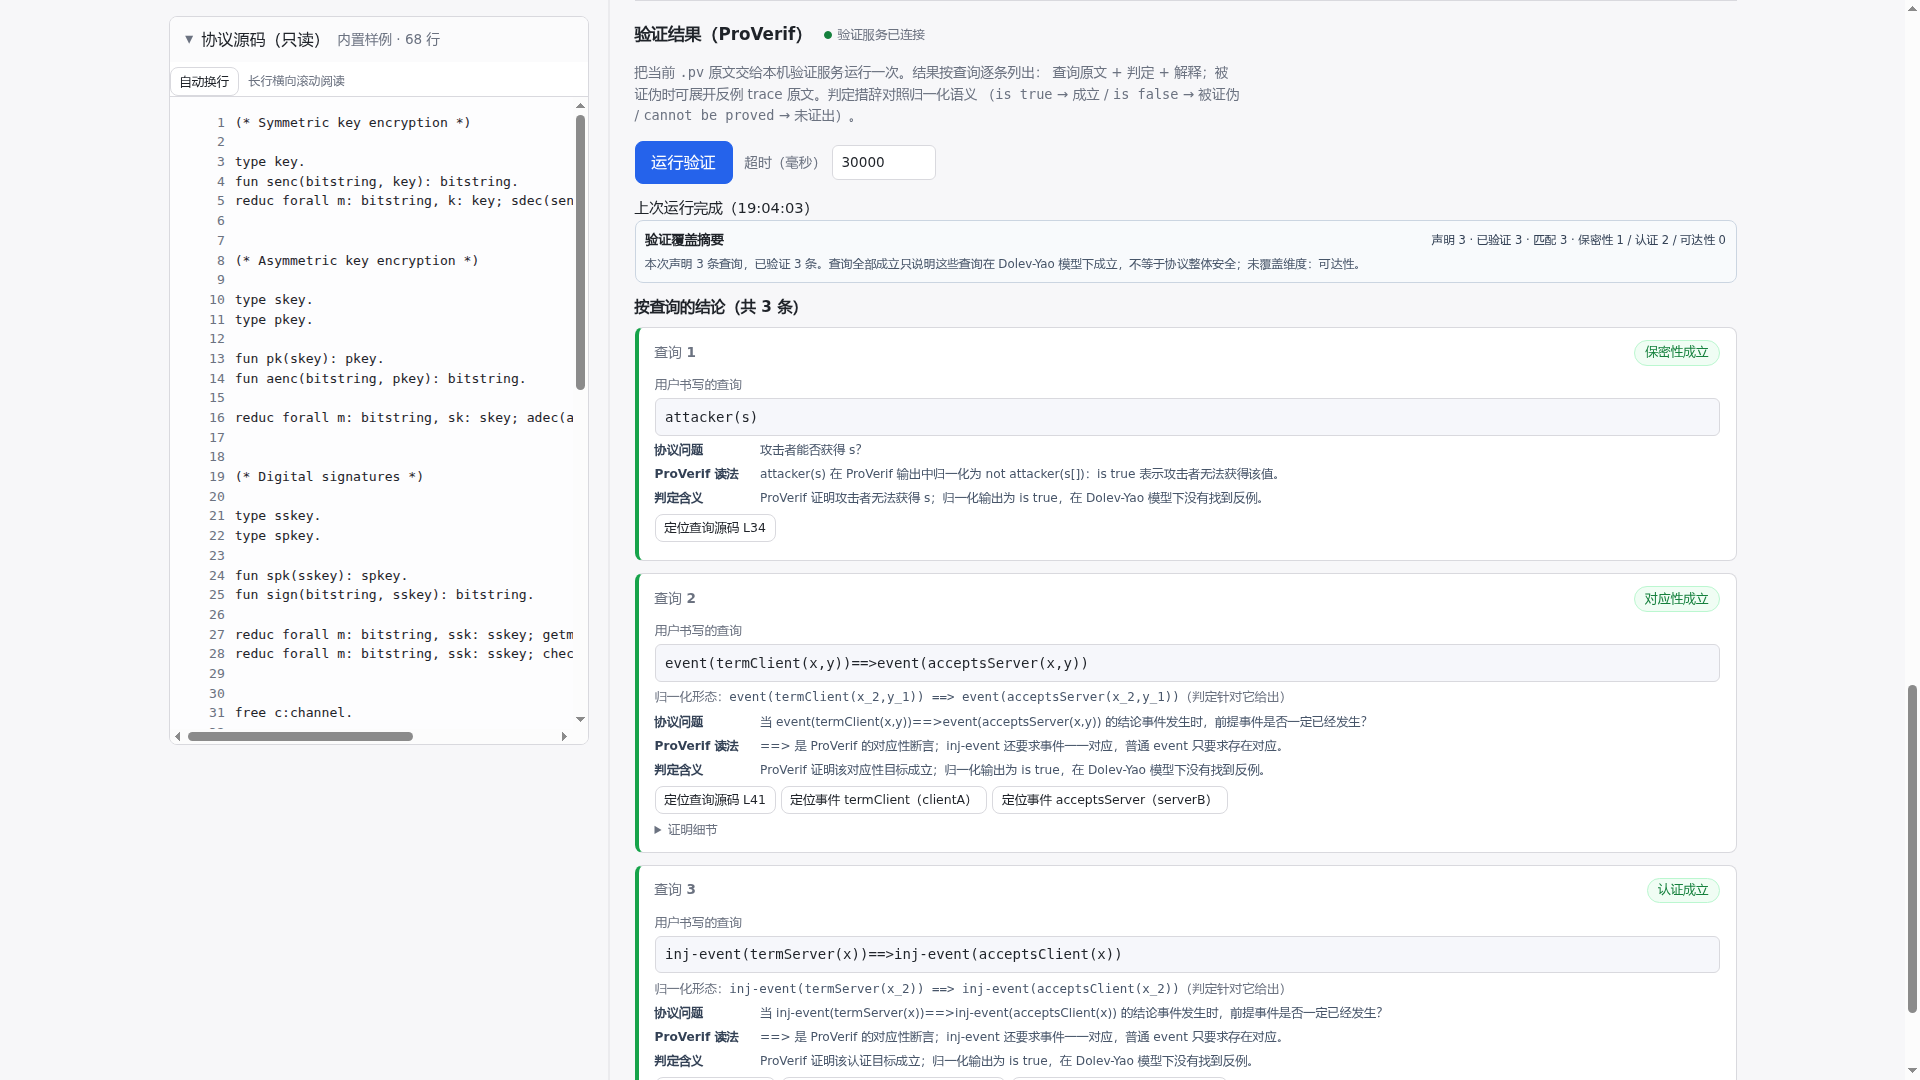 ▼ 协议源码（只读） 内置样例 · 68 行
自动换行 长行横向滚动阅读
1 (* Symmetric key encryption *)
2
3 type key.
4 fun senc(bitstring, key): bitstring.
5 reduc forall m: bitstring, k: key; sdec(sen
6
7
8 (* Asymmetric key encryption *)
9
10 type skey.
11 type pkey.
12
13 fun pk(skey): pkey.
14 fun aenc(bitstring, pkey): bitstring.
15
16 reduc forall m: bitstring, sk: skey; adec(a
17
18
19 (* Digital signatures *)
20
21 type sskey.
22 type spkey.
23
24 fun spk(sskey): spkey.
25 fun sign(bitstring, sskey): bitstring.
26
27 reduc forall m: bitstring, ssk: sskey; getm
28 reduc forall m: bitstring, ssk: sskey; chec
29
30
31 free c:channel.
验证结果（ProVerif） ● 验证服务已连接
把当前 .pv 原文交给本机验证服务运行一次。结果按查询逐条列出： 查询原文 + 判定 + 解释；被
证伪时可展开反例 trace 原文。判定措辞对照归一化语义 （is true → 成立 / is false → 被证伪
/ cannot be proved → 未证出）。
运行验证 超时（毫秒） 30000
上次运行完成（19:04:03）
验证覆盖摘要 声明 3 · 已验证 3 · 匹配 3 · 保密性 1 / 认证 2 / 可达性 0
本次声明 3 条查询，已验证 3 条。查询全部成立只说明这些查询在 Dolev-Yao 模型下成立，不等于协议整体安全；未覆盖维度：可达性。
按查询的结论（共 3 条）
查询 1 保密性成立
用户书写的查询
attacker(s)
协议问题 攻击者能否获得 s?
ProVerif 读法 attacker(s) 在 ProVerif 输出中归一化为 not attacker(s[])：is true 表示攻击者无法获得该值。
判定含义 ProVerif 证明攻击者无法获得 s；归一化输出为 is true，在 Dolev-Yao 模型下没有找到反例。
定位查询源码 L34
查询 2 对应性成立
用户书写的查询
event(termClient(x,y))==>event(acceptsServer(x,y))
归一化形态：event(termClient(x_2,y_1)) ==> event(acceptsServer(x_2,y_1))（判定针对它给出）
协议问题 当 event(termClient(x,y))==>event(acceptsServer(x,y)) 的结论事件发生时，前提事件是否一定已经发生？
ProVerif 读法 ==> 是 ProVerif 的对应性断言；inj-event 还要求事件一一对应，普通 event 只要求存在对应。
判定含义 ProVerif 证明该对应性目标成立；归一化输出为 is true，在 Dolev-Yao 模型下没有找到反例。
定位查询源码 L41 定位事件 termClient（clientA） 定位事件 acceptsServer（serverB）
▶ 证明细节
查询 3 认证成立
用户书写的查询
inj-event(termServer(x))==>inj-event(acceptsClient(x))
归一化形态：inj-event(termServer(x_2)) ==> inj-event(acceptsClient(x_2))（判定针对它给出）
协议问题 当 inj-event(termServer(x))==>inj-event(acceptsClient(x)) 的结论事件发生时，前提事件是否一定已经发生？
ProVerif 读法 ==> 是 ProVerif 的对应性断言；inj-event 还要求事件一一对应，普通 event 只要求存在对应。
判定含义 ProVerif 证明该认证目标成立；归一化输出为 is true，在 Dolev-Yao 模型下没有找到反例。